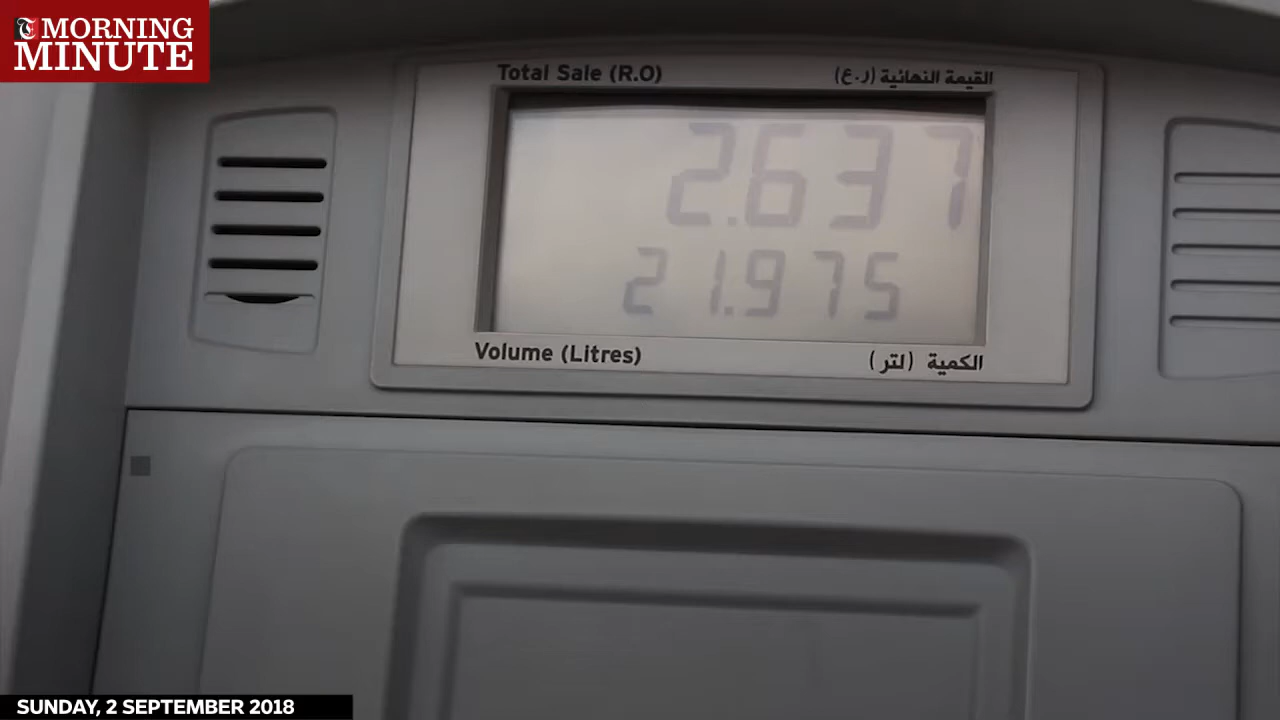 MORNING
MINUTE
Total Sale (R.O) القيمة النهائية (ر.ع)
2.637
21.975
Volume (Litres) الكمية (لتر)
SUNDAY, 2 SEPTEMBER 2018